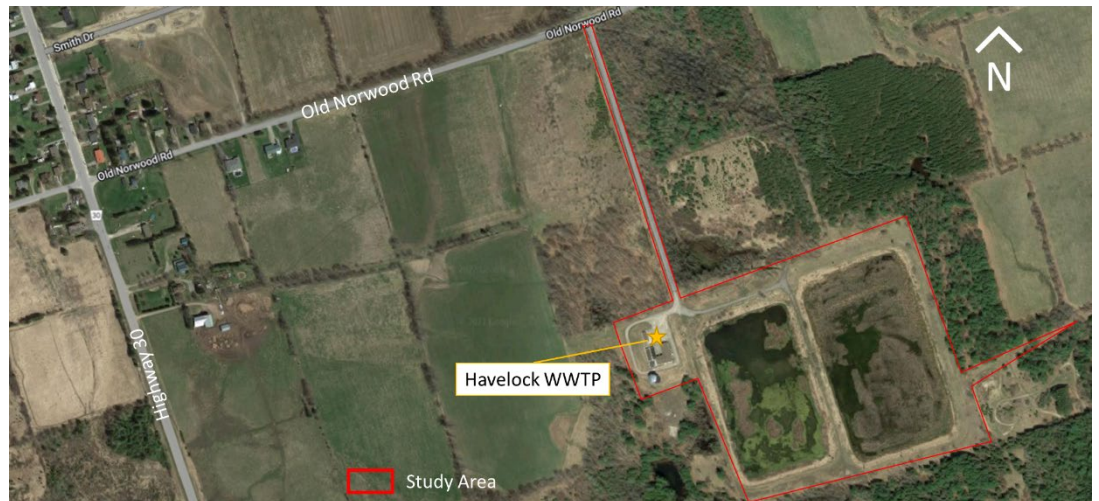 Smith Dr
Old Norwood Rd
N
Old Norwood Rd
Old Norwood Rd
30
Highway 30
Havelock WWTP
Study Area